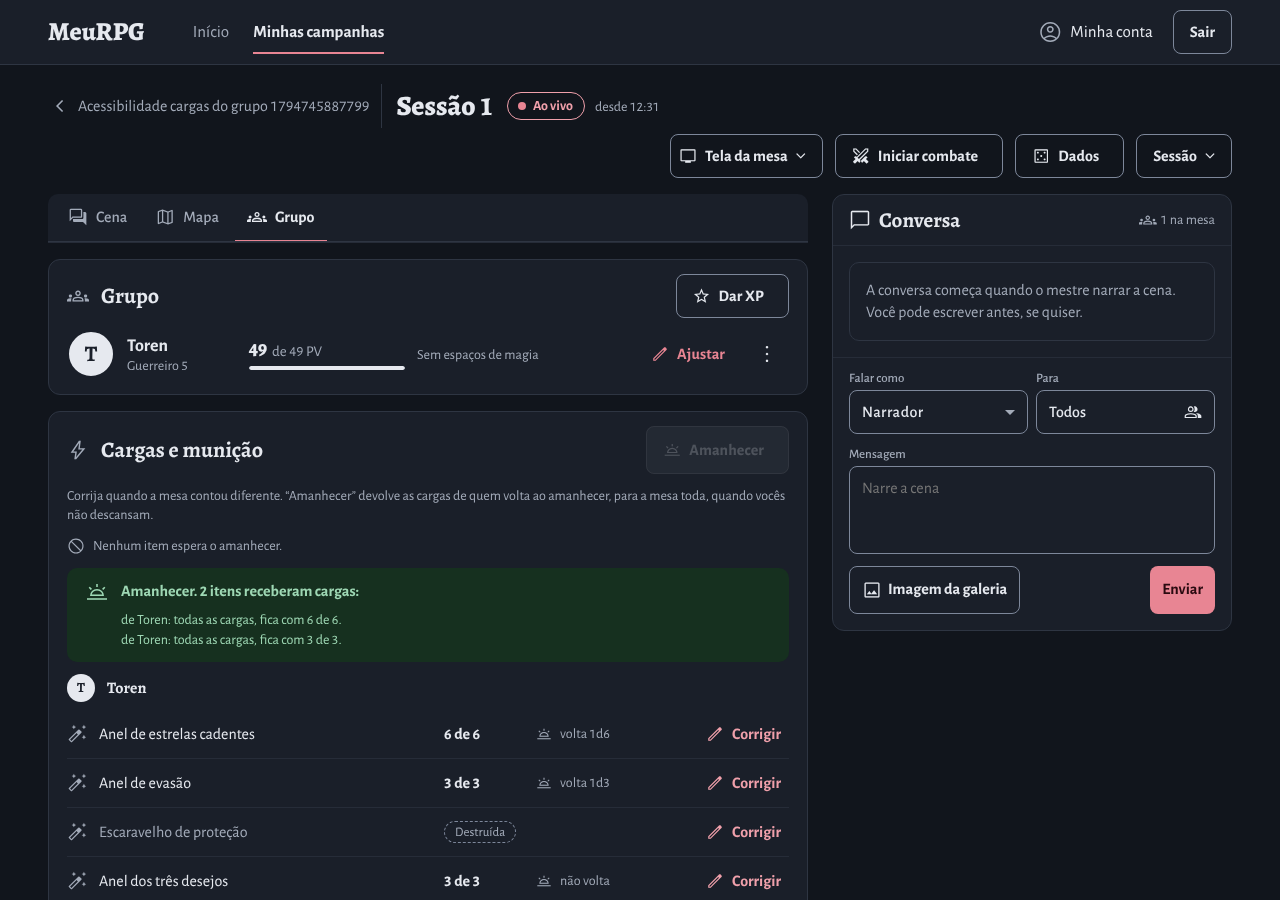 MeuRPG
Início
Minhas campanhas
Minha conta
Sair
Acessibilidade cargas do grupo 1794745887799
Sessão 1
Ao vivo
desde 12:31
Tela da mesa
Iniciar combate
Dados
Sessão
Cena
Mapa
Grupo
Grupo
Dar XP
T
Toren
Guerreiro 5
49 de 49 PV
Sem espaços de magia
Ajustar
Cargas e munição
Amanhecer
Corrija quando a mesa contou diferente. “Amanhecer” devolve as cargas de quem volta ao amanhecer, para a mesa toda, quando vocês
não descansam.
Nenhum item espera o amanhecer.
Amanhecer. 2 itens receberam cargas:
de Toren: todas as cargas, fica com 6 de 6.
de Toren: todas as cargas, fica com 3 de 3.
T
Toren
Anel de estrelas cadentes
6 de 6
volta 1d6
Corrigir
Anel de evasão
3 de 3
volta 1d3
Corrigir
Escaravelho de proteção
Destruída
Corrigir
Anel dos três desejos
3 de 3
não volta
Corrigir
Conversa
1 na mesa
A conversa começa quando o mestre narrar a cena.
Você pode escrever antes, se quiser.
Falar como
Para
Narrador
Todos
Mensagem
Narre a cena
Imagem da galeria
Enviar